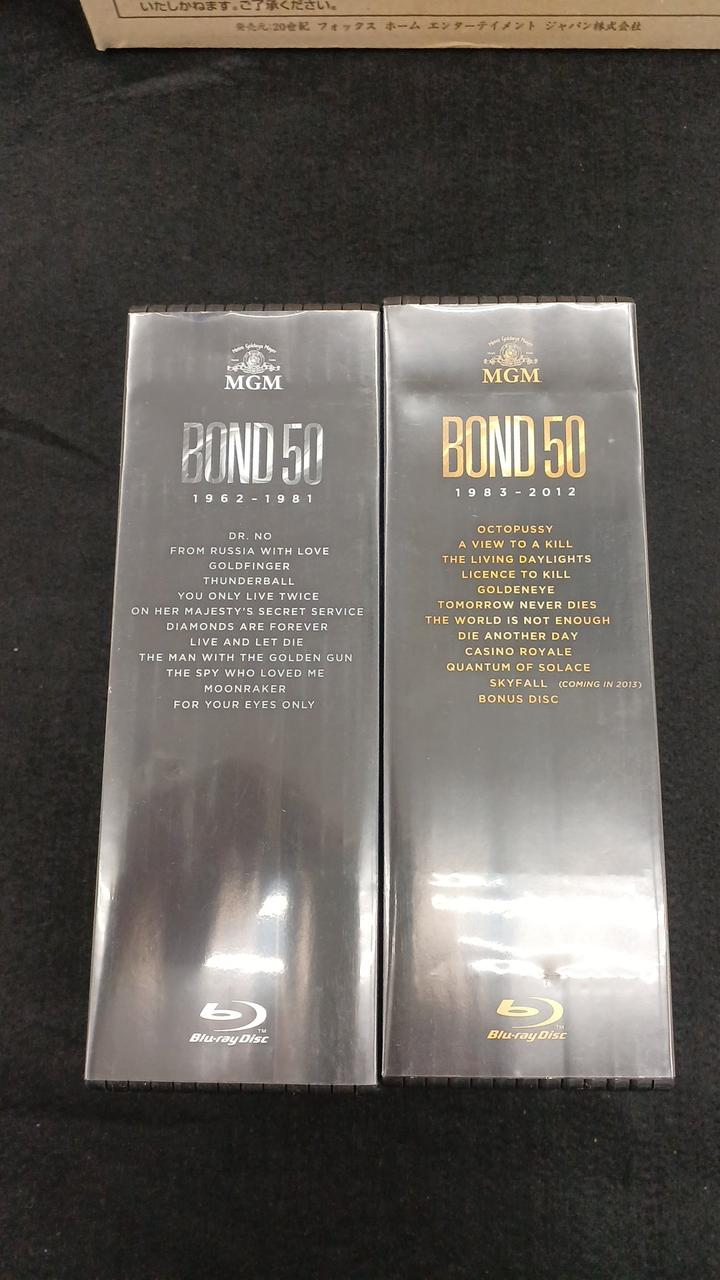 いたしかねます。ご了承ください。
発売元:20世紀 フォックス ホーム エンターテイメント ジャパン株式会社
Metro Goldwyn Mayer
MGM
BOND 50
1962-1981
DR. NO
FROM RUSSIA WITH LOVE
GOLDFINGER
THUNDERBALL
YOU ONLY LIVE TWICE
ON HER MAJESTY'S SECRET SERVICE
DIAMONDS ARE FOREVER
LIVE AND LET DIE
THE MAN WITH THE GOLDEN GUN
THE SPY WHO LOVED ME
MOONRAKER
FOR YOUR EYES ONLY
Blu-ray Disc TM
Metro Goldwyn Mayer
MGM
BOND 50
1983-2012
OCTOPUSSY
A VIEW TO A KILL
THE LIVING DAYLIGHTS
LICENCE TO KILL
GOLDENEYE
TOMORROW NEVER DIES
THE WORLD IS NOT ENOUGH
DIE ANOTHER DAY
CASINO ROYALE
QUANTUM OF SOLACE
SKYFALL (COMING IN 2013)
BONUS DISC
Blu-ray Disc TM